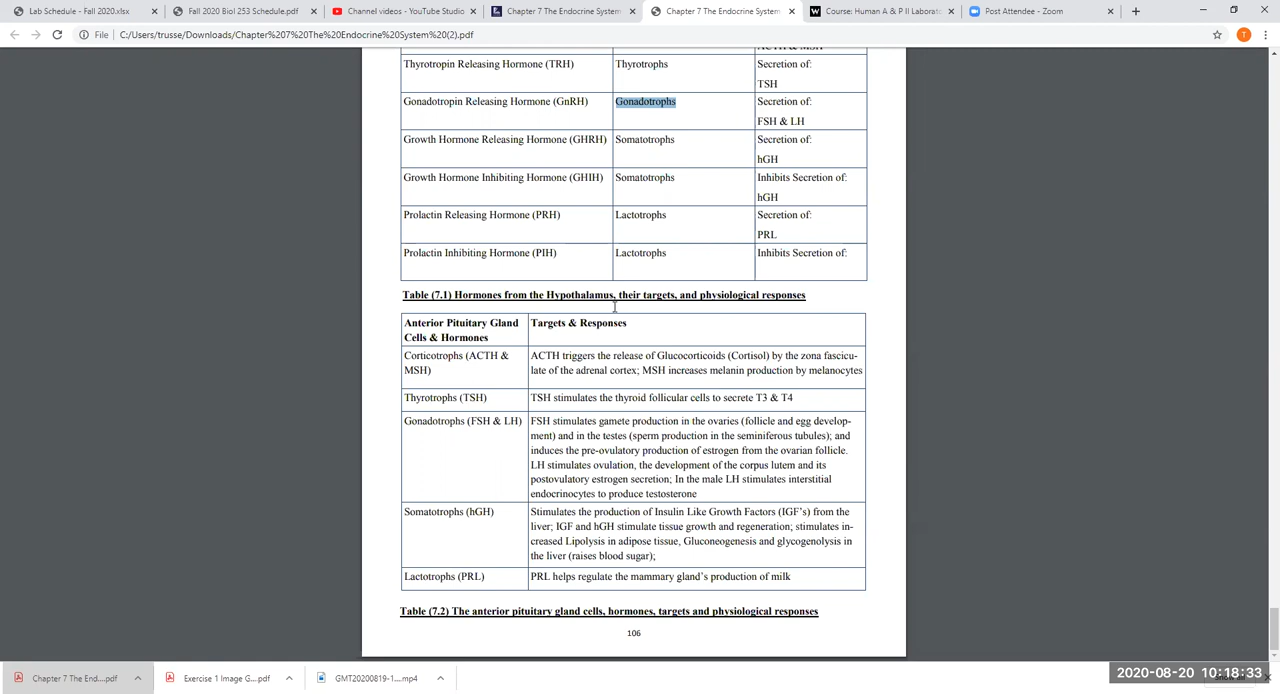 Lab Schedule - Fall 2020.xlsx
Fall 2020 Biol 253 Schedule.pdf
Channel videos - YouTube Studio
Chapter 7 The Endocrine System
Chapter 7 The Endocrine System
Course: Human A & P II Laborat
Post Attendee - Zoom
File
C:/Users/trusse/Downloads/Chapter%207%20The%20Endocrine%20System%20(2).pdf
T
ACTH & MSH
Thyrotropin Releasing Hormone (TRH) Thyrotrophs Secretion of:
TSH
Gonadotropin Releasing Hormone (GnRH) Gonadotrophs Secretion of:
FSH & LH
Growth Hormone Releasing Hormone (GHRH) Somatotrophs Secretion of:
hGH
Growth Hormone Inhibiting Hormone (GHIH) Somatotrophs Inhibits Secretion of:
hGH
Prolactin Releasing Hormone (PRH) Lactotrophs Secretion of:
PRL
Prolactin Inhibiting Hormone (PIH) Lactotrophs Inhibits Secretion of:
Table (7.1) Hormones from the Hypothalamus, their targets, and physiological responses
Anterior Pituitary Gland
Cells & Hormones
Targets & Responses
Corticotrophs (ACTH &
MSH)
ACTH triggers the release of Glucocorticoids (Cortisol) by the zona fascicu-
late of the adrenal cortex; MSH increases melanin production by melanocytes
Thyrotrophs (TSH)
TSH stimulates the thyroid follicular cells to secrete T3 & T4
Gonadotrophs (FSH & LH)
FSH stimulates gamete production in the ovaries (follicle and egg develop-
ment) and in the testes (sperm production in the seminiferous tubules); and
induces the pre-ovulatory production of estrogen from the ovarian follicle.
LH stimulates ovulation, the development of the corpus lutem and its
postovulatory estrogen secretion; In the male LH stimulates interstitial
endocrinocytes to produce testosterone
Somatotrophs (hGH)
Stimulates the production of Insulin Like Growth Factors (IGF's) from the
liver; IGF and hGH stimulate tissue growth and regeneration; stimulates in-
creased Lipolysis in adipose tissue, Gluconeogenesis and glycogenolysis in
the liver (raises blood sugar);
Lactotrophs (PRL)
PRL helps regulate the mammary gland's production of milk
Table (7.2) The anterior pituitary gland cells, hormones, targets and physiological responses
106
Chapter 7 The End....pdf
Exercise 1 Image G....pdf
GMT20200819-1....mp4
2020-08-20 10:18:33